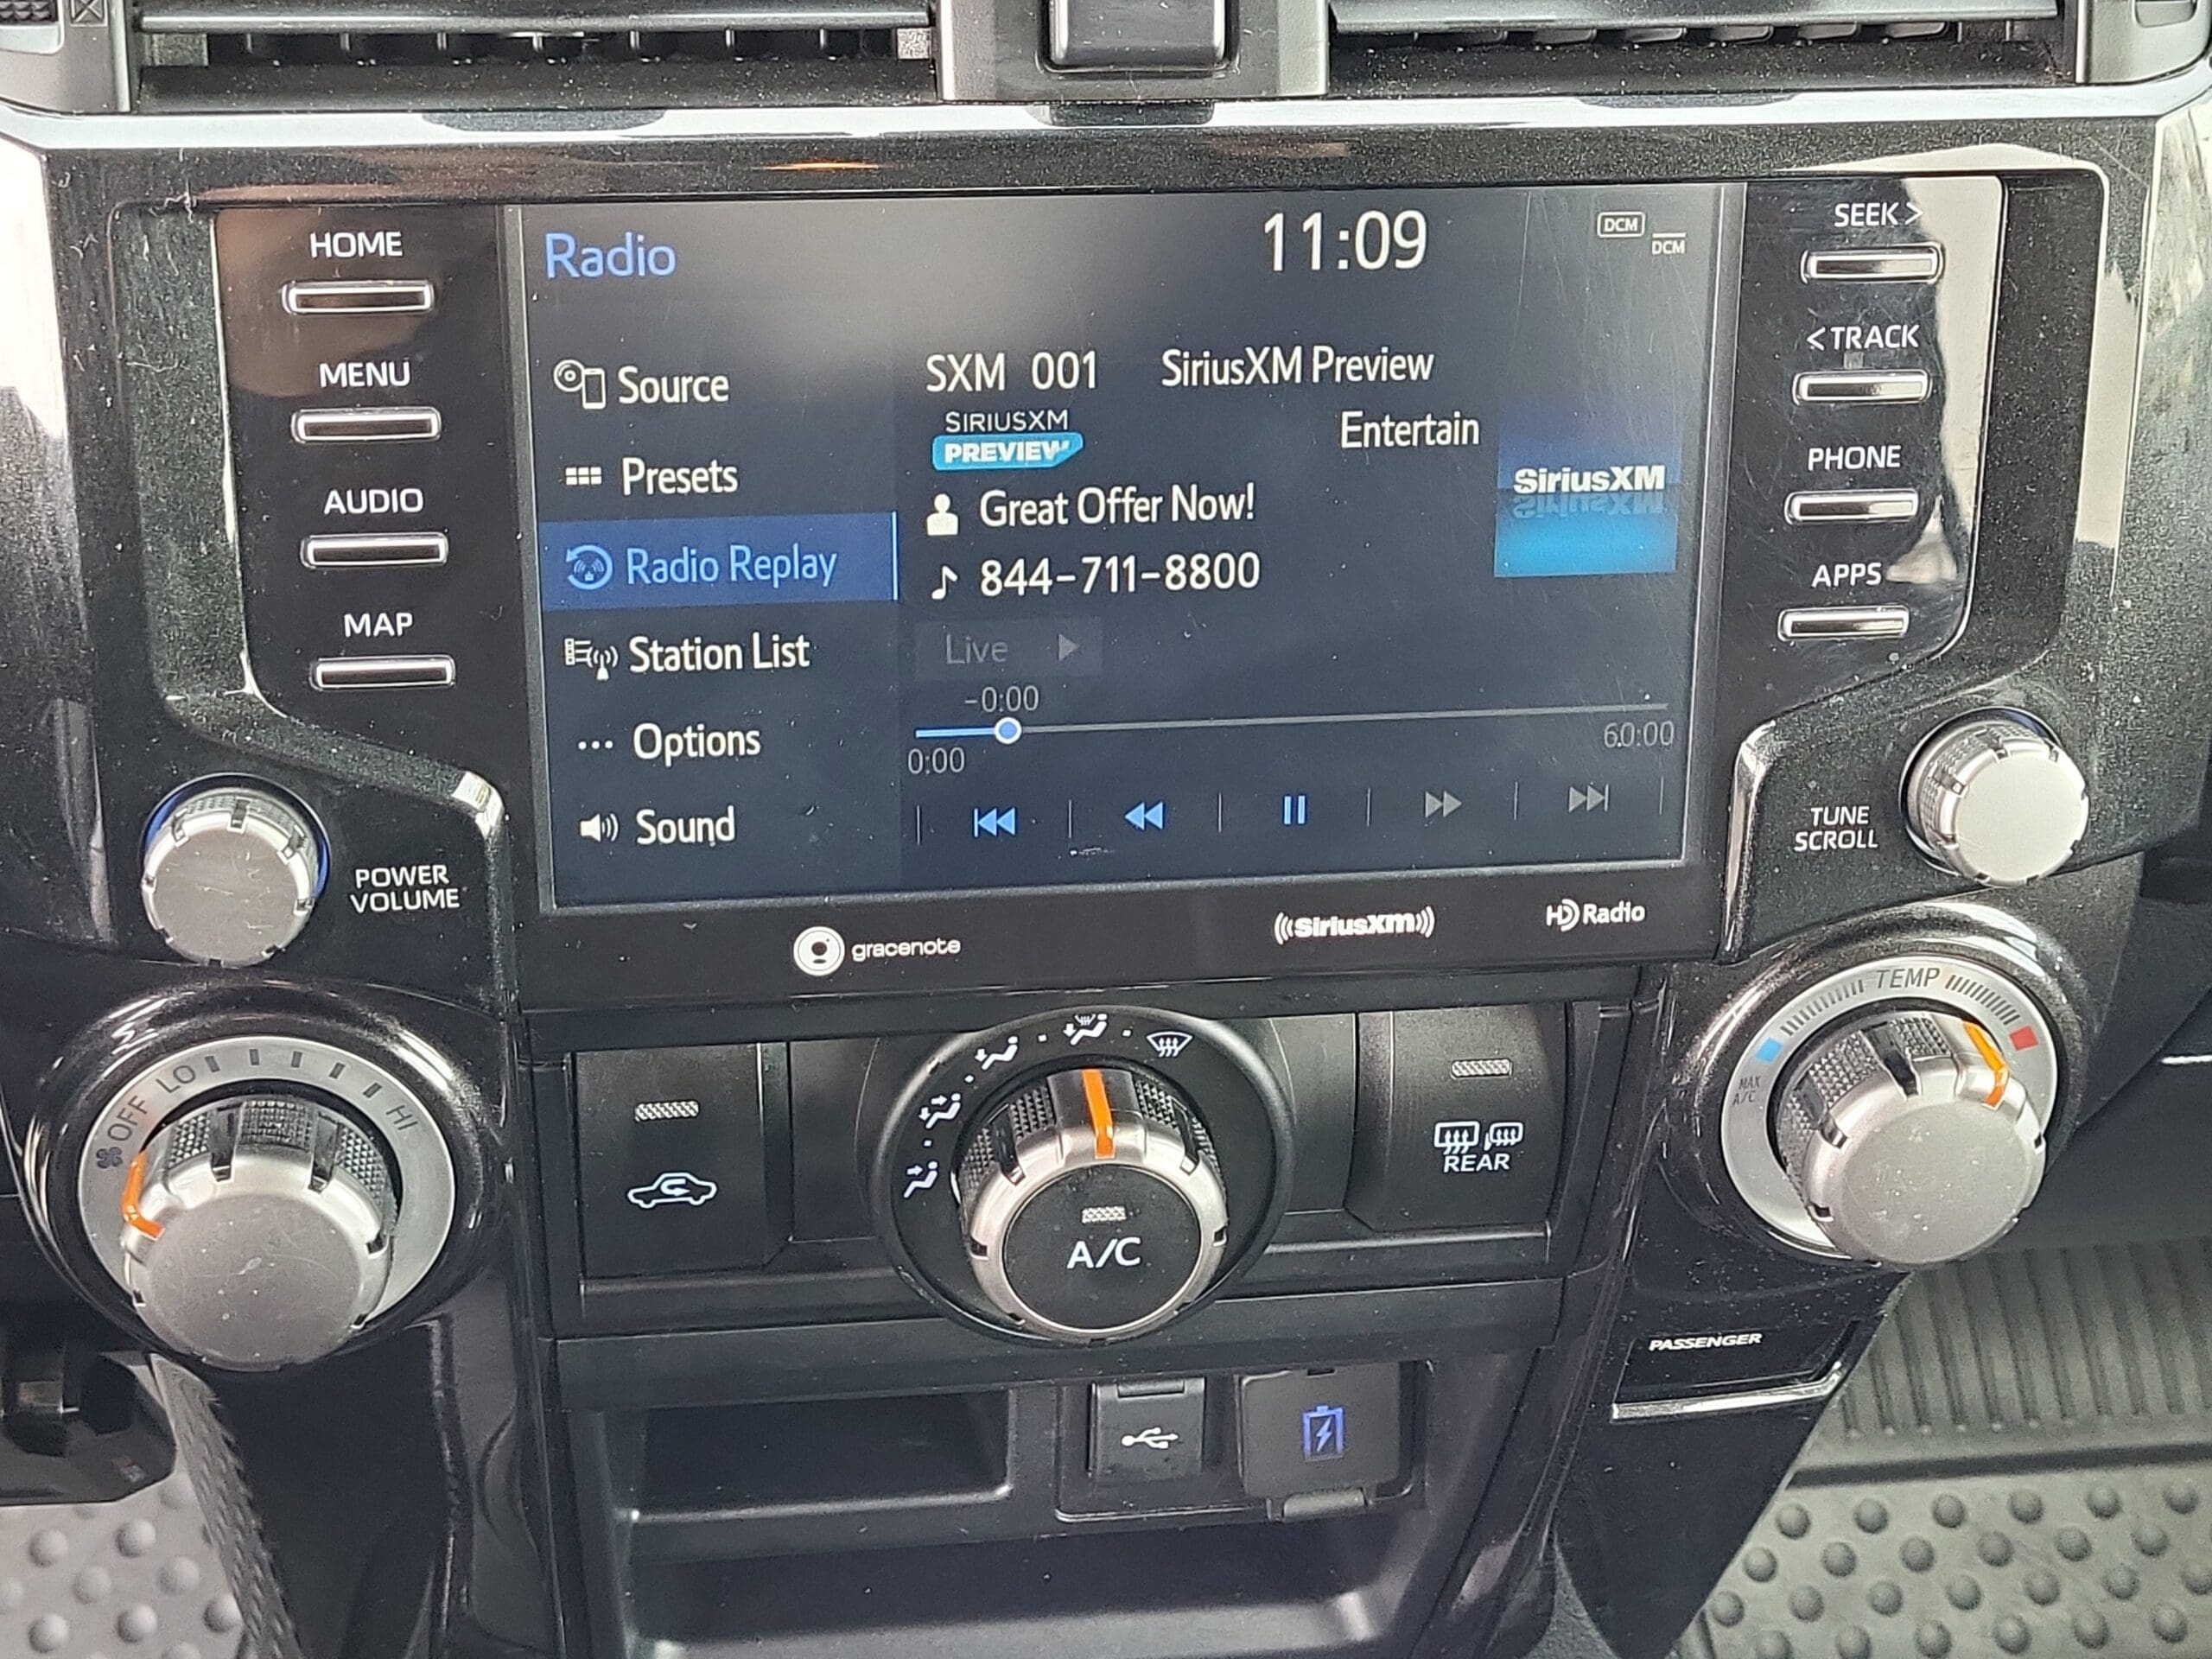 HOME
MENU
AUDIO
MAP
POWER
VOLUME
Radio
11:09
DCM
DCM
Source
Presets
Radio Replay
Station List
Options
Sound
SXM 001 SiriusXM Preview
SIRIUSXM
PREVIEW
Entertain
SiriusXM
Great Offer Now!
844-711-8800
Live
-0:00
0:00
60:00
SEEK >
< TRACK
PHONE
APPS
TUNE
SCROLL
gracenote
((SiriusXM))
HD Radio
OFF LO HI
A/C
REAR
TEMP
MAX
A/C
PASSENGER